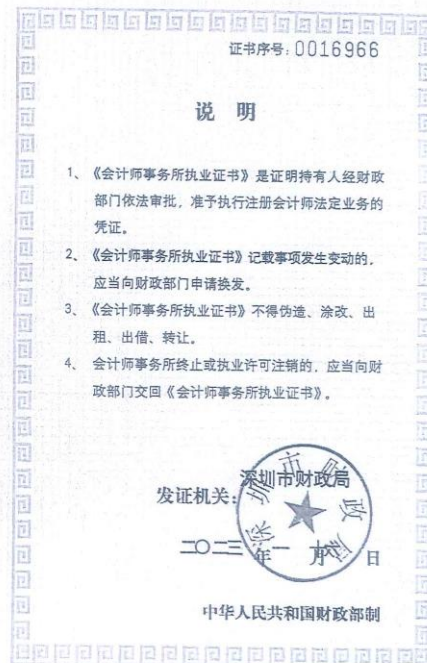 证书序号：0016966
说 明
1、《会计师事务所执业证书》是证明持有人经财政
部门依法审批，准予执行注册会计师法定业务的
凭证。
2、《会计师事务所执业证书》记载事项发生变动的，
应当向财政部门申请换发。
3、《会计师事务所执业证书》不得伪造、涂改、出
租、出借、转让。
4、会计师事务所终止或执业许可注销的，应当向财
政部门交回《会计师事务所执业证书》。
深圳市财政局
发证机关：
深圳市财政局
二〇二三 年 一 月 日
中华人民共和国财政部制